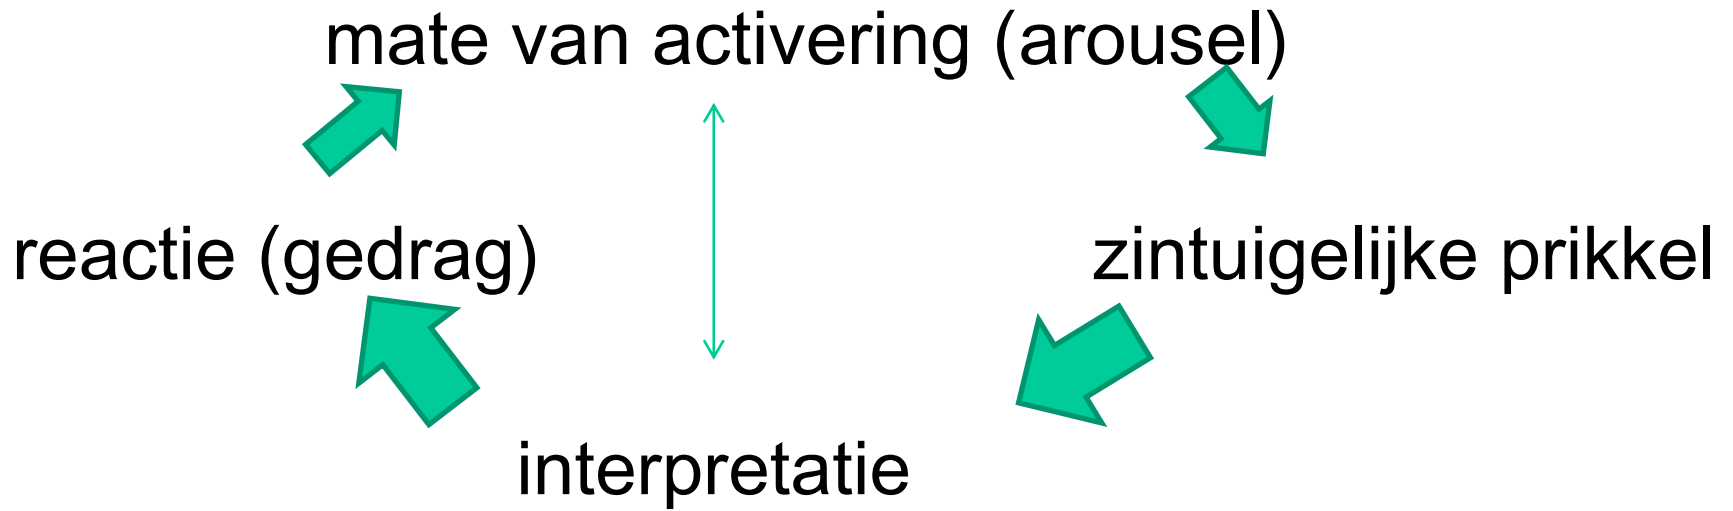 mate van activering (arousel)
reactie (gedrag)
zintuigelijke prikkel
interpretatie